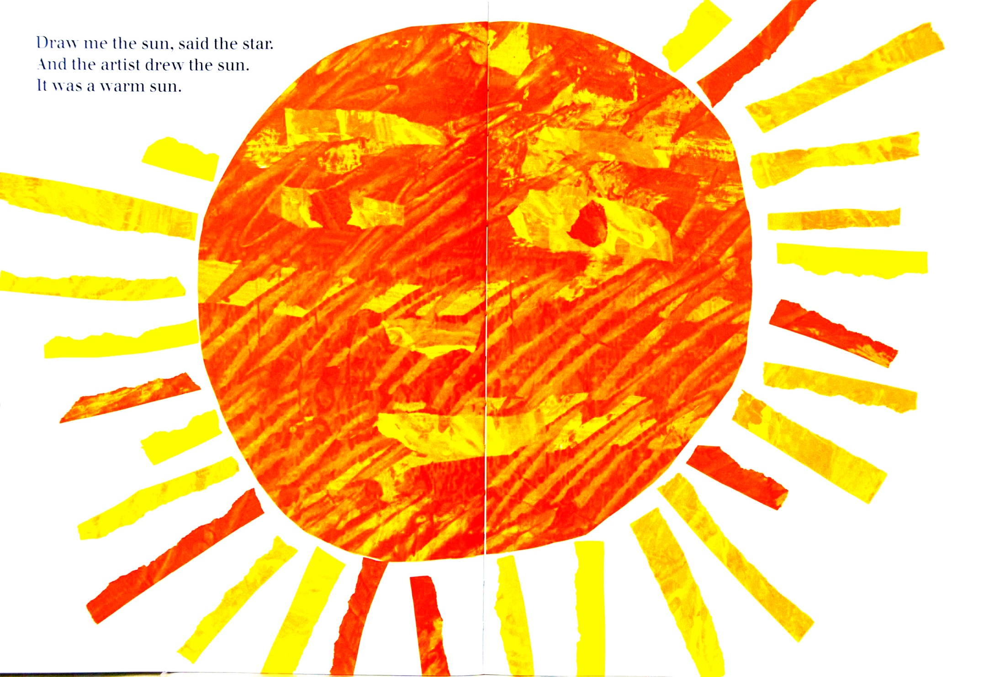 Draw me the sun, said the star.
And the artist drew the sun.
It was a warm sun.